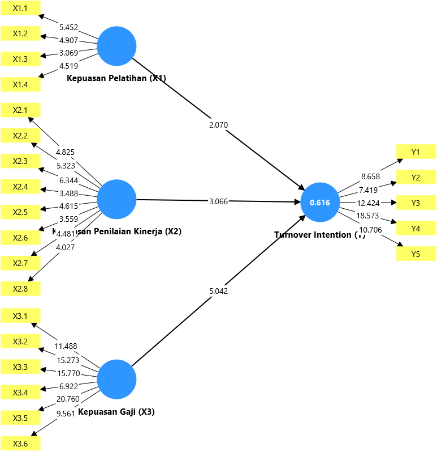 X1.1
X1.2
X1.3
X1.4
5.452
4.907
3.069
4.519
Kepuasan Pelatihan (X1)
X2.1
X2.2
X2.3
X2.4
X2.5
X2.6
X2.7
X2.8
4.825
5.323
6.344
3.488
4.615
3.559
4.481
4.027
san Penilaian Kinerja (X2)
X3.1
X3.2
X3.3
X3.4
X3.5
X3.6
11.488
15.273
15.770
6.922
20.760
9.561
Kepuasan Gaji (X3)
2.070
3.066
5.042
0.616
Turnover Intention (
8.658
7.419
12.424
18.573
10.706
Y1
Y2
Y3
Y4
Y5